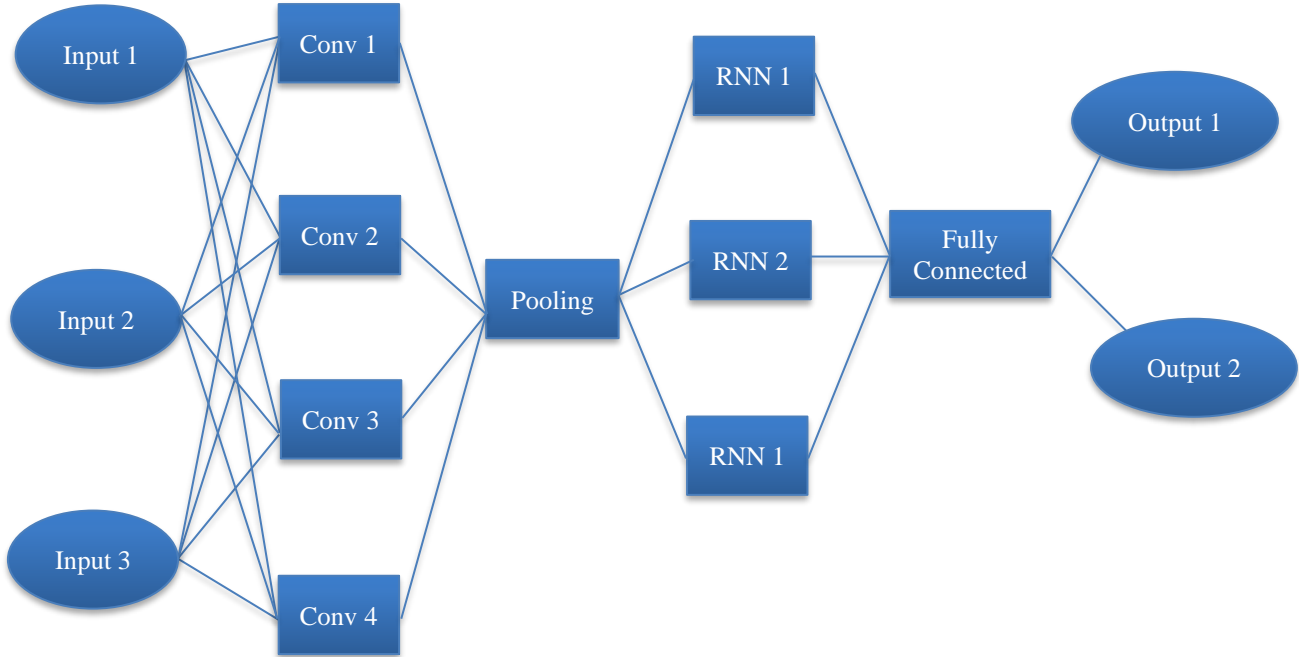 Input 1
Input 2
Input 3
Conv 1
Conv 2
Conv 3
Conv 4
Pooling
RNN 1
RNN 2
RNN 1
Fully
Connected
Output 1
Output 2